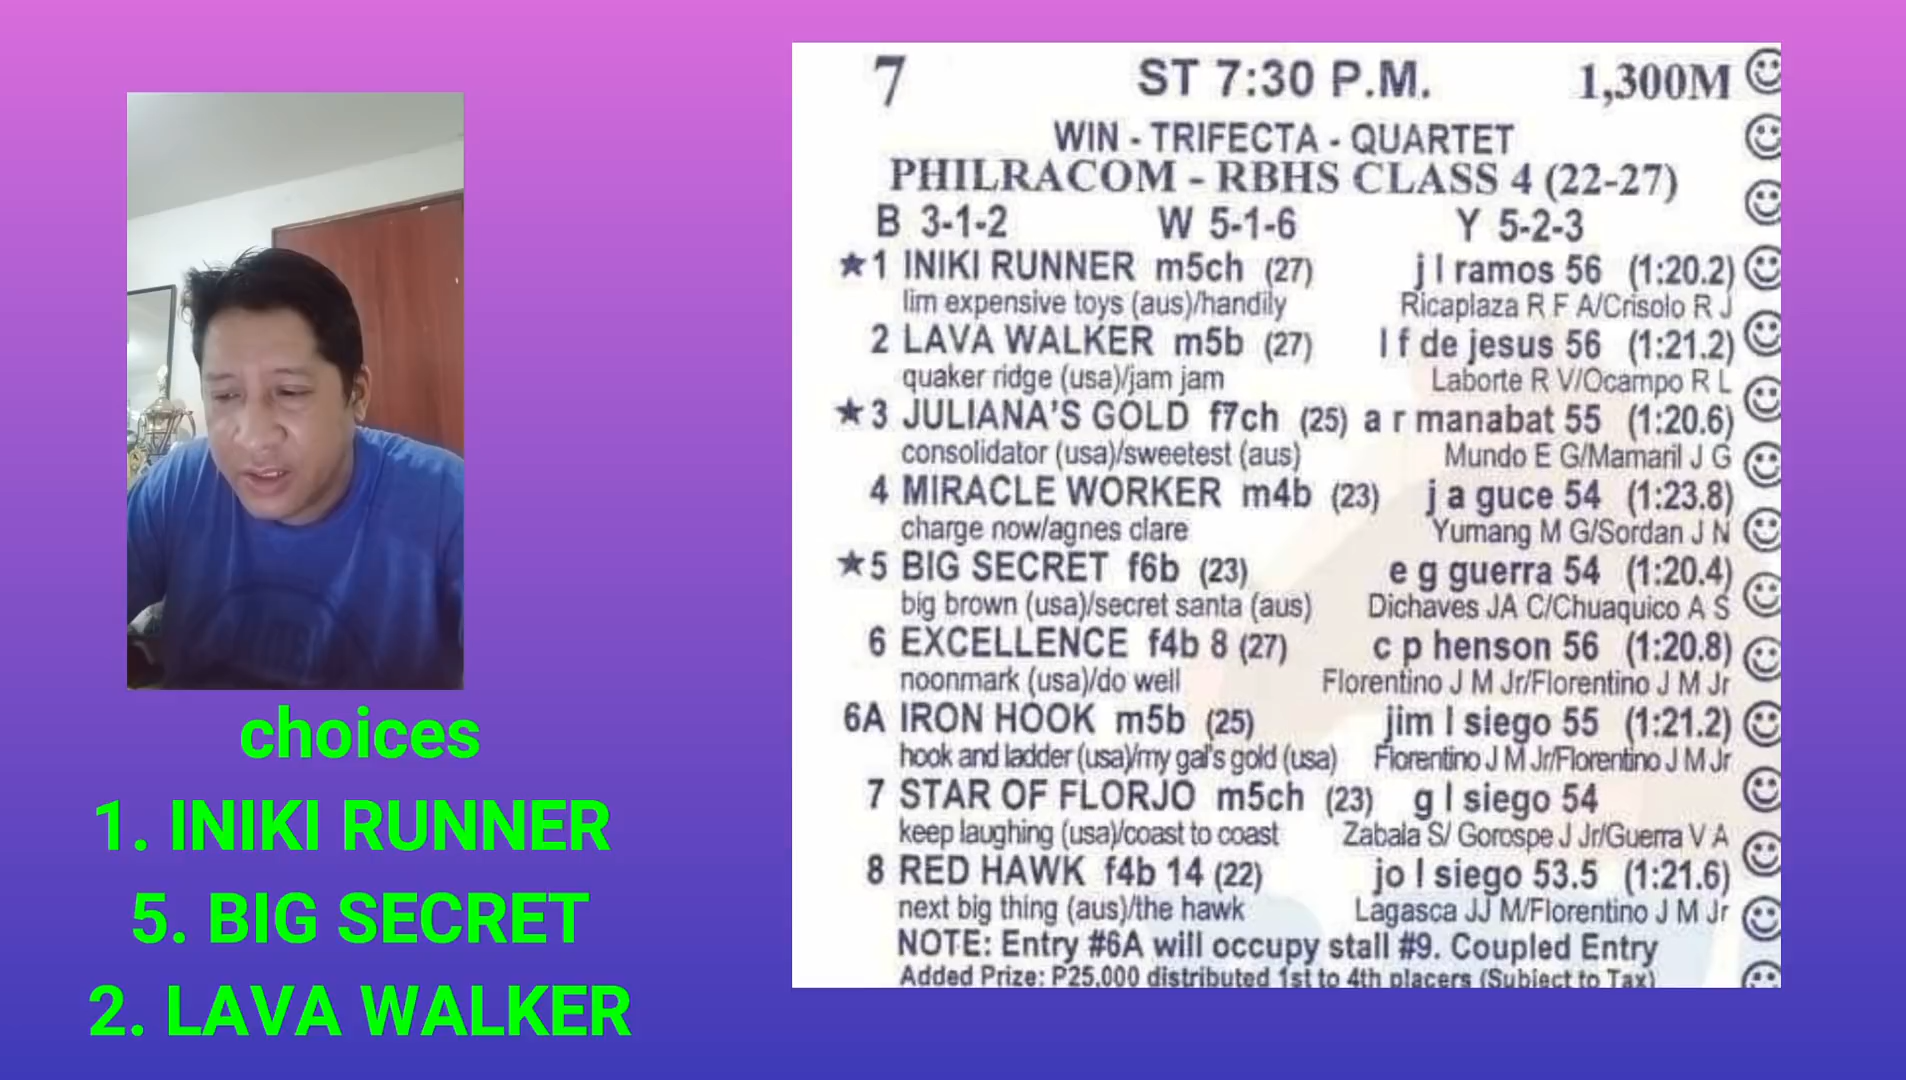 7 ST 7:30 P.M. 1,300M
WIN - TRIFECTA - QUARTET
PHILRACOM - RBHS CLASS 4 (22-27)
B 3-1-2 W 5-1-6 Y 5-2-3
★1 INIKI RUNNER m5ch (27) j l ramos 56 (1:20.2)
lim expensive toys (aus)/handily Ricaplaza R F A/Crisolo R J
2 LAVA WALKER m5b (27) l f de jesus 56 (1:21.2)
quaker ridge (usa)/jam jam Laborte R V/Ocampo R L
★3 JULIANA'S GOLD f7ch (25) a r manabat 55 (1:20.6)
consolidator (usa)/sweetest (aus) Mundo E G/Mamaril J G
4 MIRACLE WORKER m4b (23) j a guce 54 (1:23.8)
charge now/agnes clare Yumang M G/Sordan J N
★5 BIG SECRET f6b (23) e g guerra 54 (1:20.4)
big brown (usa)/secret santa (aus) Dichaves JA C/Chuaquico A S
6 EXCELLENCE f4b 8 (27) c p henson 56 (1:20.8)
noonmark (usa)/do well Florentino J M Jr/Florentino J M Jr
6A IRON HOOK m5b (25) jim l siego 55 (1:21.2)
hook and ladder (usa)/my gal's gold (usa) Florentino J M Jr/Florentino J M Jr
7 STAR OF FLORJO m5ch (23) g l siego 54
keep laughing (usa)/coast to coast Zabala S/ Gorospe J Jr/Guerra V A
8 RED HAWK f4b 14 (22) jo l siego 53.5 (1:21.6)
next big thing (aus)/the hawk Lagasca JJ M/Florentino J M Jr
NOTE: Entry #6A will occupy stall #9. Coupled Entry
Added Prize: P25,000 distributed 1st to 4th placers (Subject to Tax)
choices
1. INIKI RUNNER
5. BIG SECRET
2. LAVA WALKER